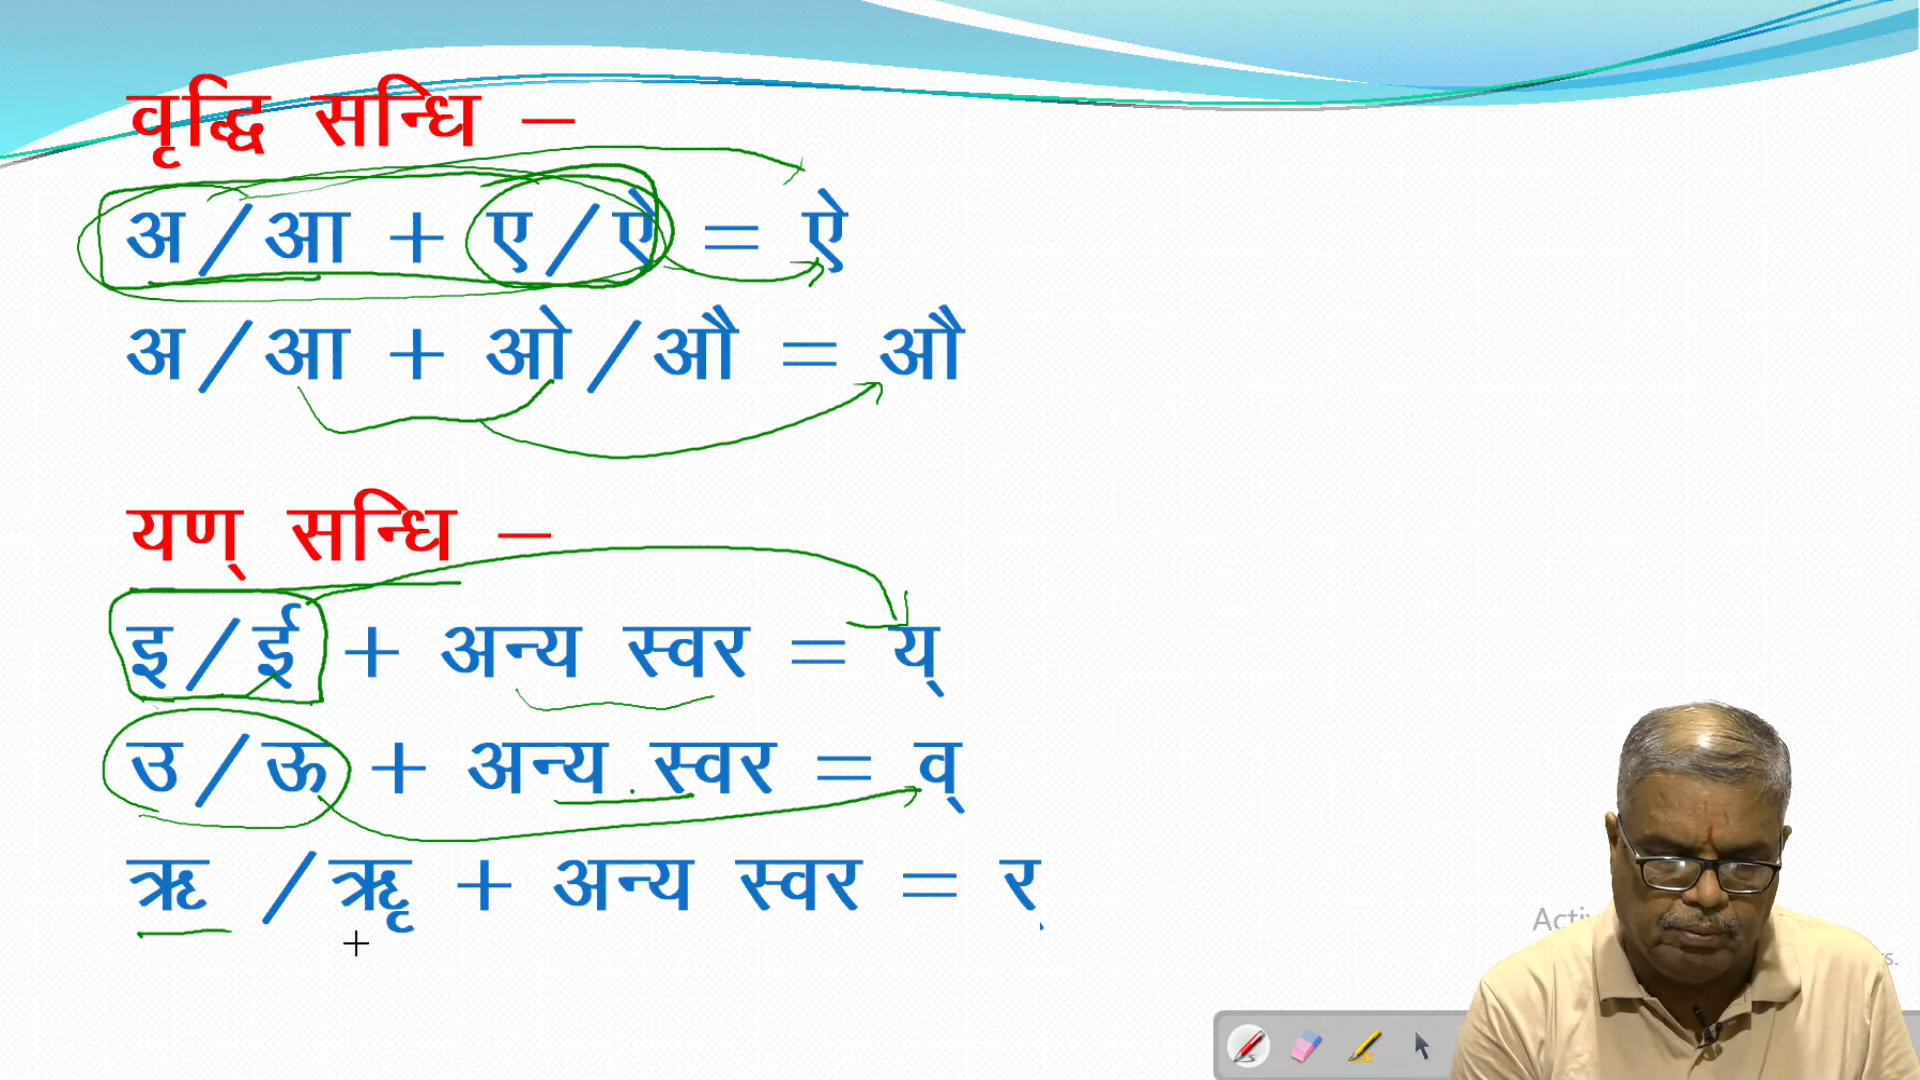 वृद्धि सन्धि –
अ/आ + ए/ऐ = ऐ
अ/आ + ओ/औ = औ
यण् सन्धि –
इ/ई + अन्य स्वर = य्
उ/ऊ + अन्य स्वर = व्
ऋ /ॠ + अन्य स्वर = र्